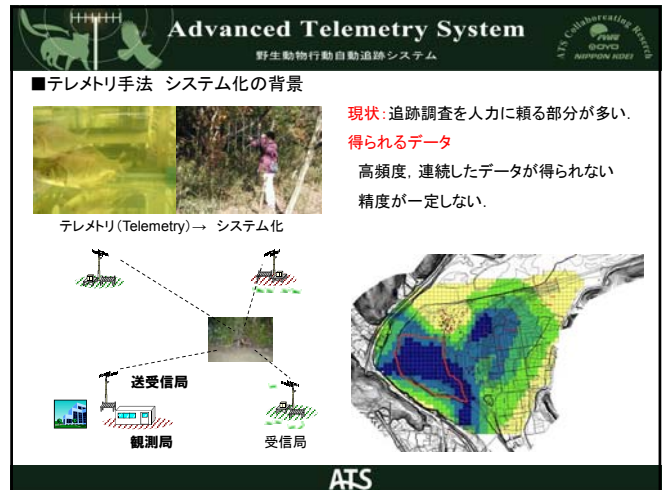 Advanced Telemetry System
野生動物行動自動追跡システム
ATS Collaborating Research
PWRI
OYO
NIPPON KOEI
■テレメトリ手法 システム化の背景
現状：追跡調査を人力に頼る部分が多い．
得られるデータ
高頻度，連続したデータが得られない
精度が一定しない．
テレメトリ（Telemetry）→ システム化
送受信局
観測局
受信局
ATS